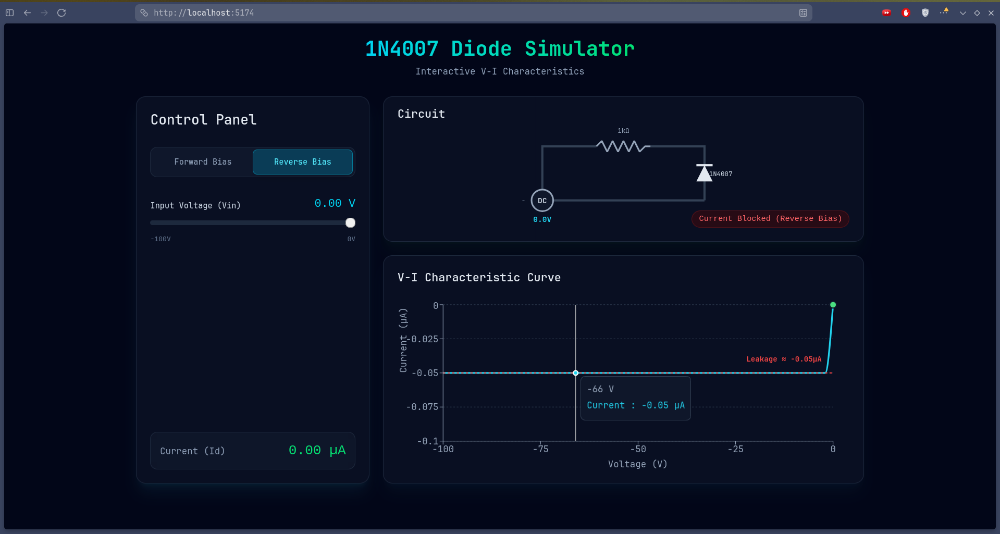 http://localhost:5174
1N4007 Diode Simulator
Interactive V-I Characteristics
Control Panel
Forward Bias
Reverse Bias
Input Voltage (Vin)
0.00 V
-100V
0V
Current (Id)
0.00 µA
Circuit
1kΩ
1N4007
-
DC
0.0V
Current Blocked (Reverse Bias)
V-I Characteristic Curve
Current (µA)
0
-0.025
-0.05
-0.075
-0.1
Leakage ≈ -0.05µA
-66 V
Current : -0.05 µA
-100
-75
-50
-25
0
Voltage (V)